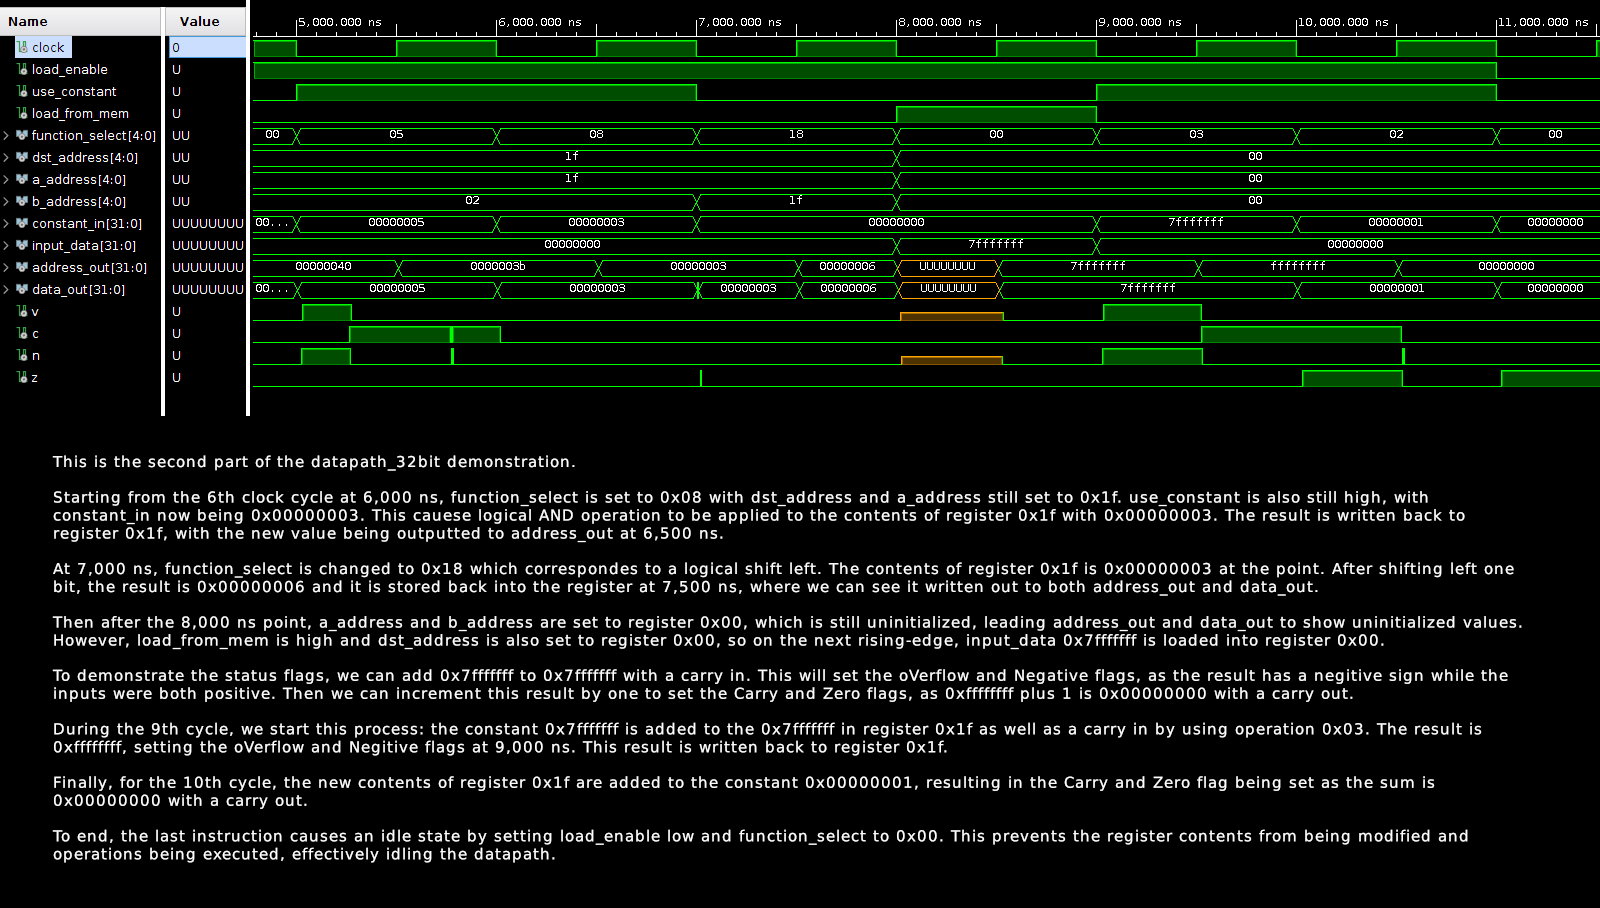 Name Value 5,000.000 ns 6,000.000 ns 7,000.000 ns 8,000.000 ns 9,000.000 ns 10,000.000 ns 11,000.000 ns
clock 0
load_enable U
use_constant U
load_from_mem U
function_select[4:0] UU 00 05 08 18 00 03 02 00
dst_address[4:0] UU 1f 00
a_address[4:0] UU 1f 00
b_address[4:0] UU 02 1f 00
constant_in[31:0] UUUUUUUU 00... 00000005 00000003 00000000 7fffffff 00000001 00000000
input_data[31:0] UUUUUUUU 00000000 7fffffff 00000000
address_out[31:0] UUUUUUUU 00000040 0000003b 00000003 00000006 UUUUUUUU 7fffffff ffffffff 00000000
data_out[31:0] UUUUUUUU 00... 00000005 00000003 00000003 00000006 UUUUUUUU 7fffffff 00000001 00000000
v U
c U
n U
z U
This is the second part of the datapath_32bit demonstration.
Starting from the 6th clock cycle at 6,000 ns, function_select is set to 0x08 with dst_address and a_address still set to 0x1f. use_constant is also still high, with
constant_in now being 0x00000003. This cauese logical AND operation to be applied to the contents of register 0x1f with 0x00000003. The result is written back to
register 0x1f, with the new value being outputted to address_out at 6,500 ns.
At 7,000 ns, function_select is changed to 0x18 which correspondes to a logical shift left. The contents of register 0x1f is 0x00000003 at the point. After shifting left one
bit, the result is 0x00000006 and it is stored back into the register at 7,500 ns, where we can see it written out to both address_out and data_out.
Then after the 8,000 ns point, a_address and b_address are set to register 0x00, which is still uninitialized, leading address_out and data_out to show uninitialized values.
However, load_from_mem is high and dst_address is also set to register 0x00, so on the next rising-edge, input_data 0x7fffffff is loaded into register 0x00.
To demonstrate the status flags, we can add 0x7fffffff to 0x7fffffff with a carry in. This will set the oVerflow and Negative flags, as the result has a negitive sign while the
inputs were both positive. Then we can increment this result by one to set the Carry and Zero flags, as 0xffffffff plus 1 is 0x00000000 with a carry out.
During the 9th cycle, we start this process: the constant 0x7fffffff is added to the 0x7fffffff in register 0x1f as well as a carry in by using operation 0x03. The result is
0xffffffff, setting the oVerflow and Negitive flags at 9,000 ns. This result is written back to register 0x1f.
Finally, for the 10th cycle, the new contents of register 0x1f are added to the constant 0x00000001, resulting in the Carry and Zero flag being set as the sum is
0x00000000 with a carry out.
To end, the last instruction causes an idle state by setting load_enable low and function_select to 0x00. This prevents the register contents from being modified and
operations being executed, effectively idling the datapath.